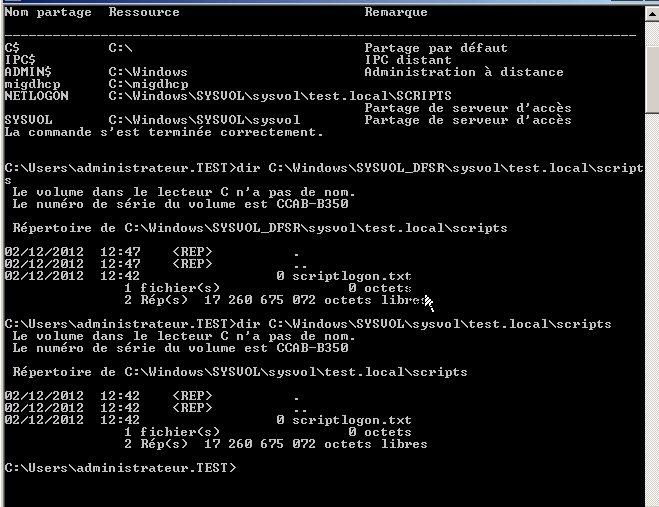 Nom partage  Ressource                       Remarque
-------------------------------------------------------------------------------
C$           C:\                             Partage par défaut
IPC$                                         IPC distant
ADMIN$       C:\Windows                      Administration à distance
migdhcp      C:\migdhcp
NETLOGON     C:\Windows\SYSVOL\sysvol\test.local\SCRIPTS
                                             Partage de serveur d'accès
SYSVOL       C:\Windows\SYSVOL\sysvol        Partage de serveur d'accès
La commande s'est terminée correctement.
C:\Users\administrateur.TEST>dir C:\Windows\SYSVOL_DFSR\sysvol\test.local\script
s
 Le volume dans le lecteur C n'a pas de nom.
 Le numéro de série du volume est CCAB-B350
 Répertoire de C:\Windows\SYSVOL_DFSR\sysvol\test.local\scripts
02/12/2012  12:47    <REP>          .
02/12/2012  12:47    <REP>          ..
02/12/2012  12:42                 0 scriptlogon.txt
               1 fichier(s)                0 octets
               2 Rép(s)  17 260 675 072 octets libres
C:\Users\administrateur.TEST>dir C:\Windows\SYSVOL\sysvol\test.local\scripts
 Le volume dans le lecteur C n'a pas de nom.
 Le numéro de série du volume est CCAB-B350
 Répertoire de C:\Windows\SYSVOL\sysvol\test.local\scripts
02/12/2012  12:42    <REP>          .
02/12/2012  12:42    <REP>          ..
02/12/2012  12:42                 0 scriptlogon.txt
               1 fichier(s)                0 octets
               2 Rép(s)  17 260 675 072 octets libres
C:\Users\administrateur.TEST>